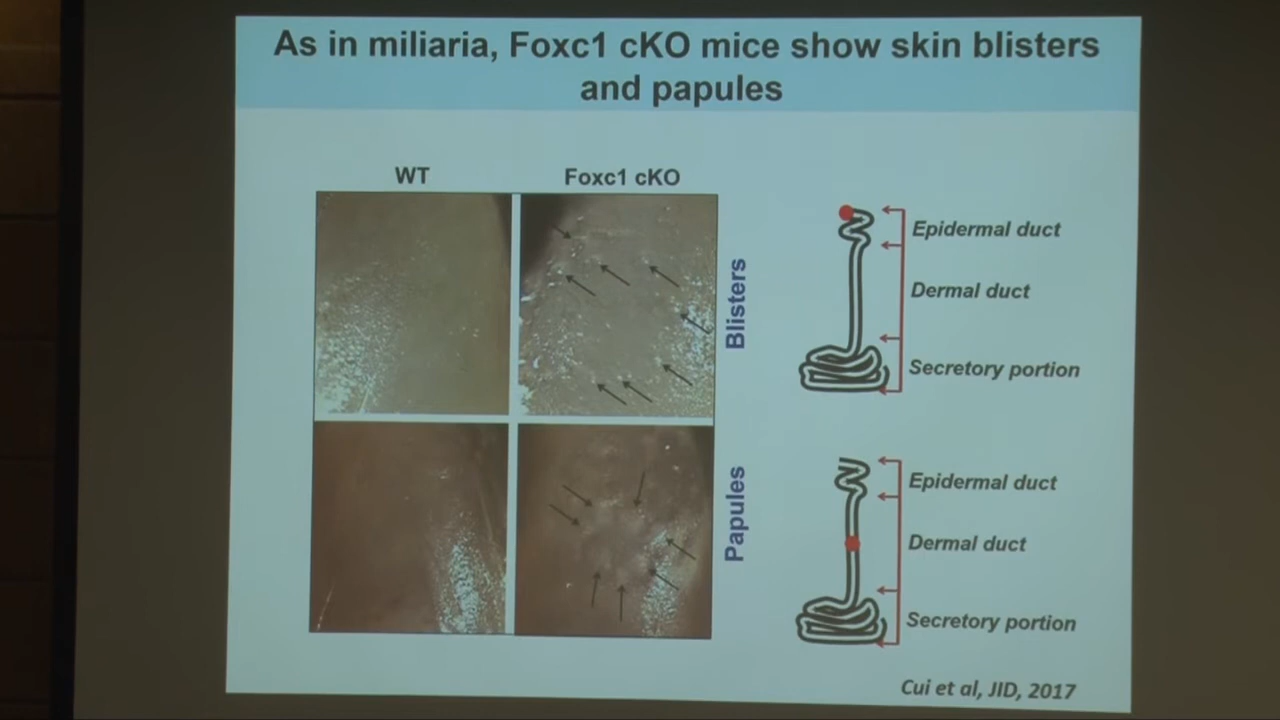 As in miliaria, Foxc1 cKO mice show skin blisters
and papules
WT
Foxc1 cKO
Blisters
Epidermal duct
Dermal duct
Secretory portion
Papules
Epidermal duct
Dermal duct
Secretory portion
Cui et al, JID, 2017